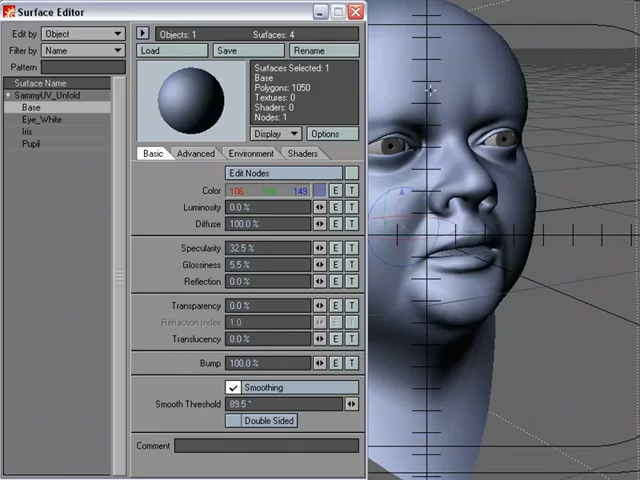 Surface Editor
Edit by Object
Filter by Name
Pattern
Surface Name
SammyUV_Unfold
Base
Eye_White
Iris
Pupil
Objects: 1 Surfaces: 4
Load Save Rename
Surfaces Selected: 1
Base
Polygons: 1050
Textures: 0
Shaders: 0
Nodes: 1
Display Options
Basic Advanced Environment Shaders
Edit Nodes
Color 106 149 E T
Luminosity 0.0 % E T
Diffuse 100.0 % E T
Specularity 32.5 % E T
Glossiness 5.5 % E T
Reflection 0.0 % E T
Transparency 0.0 % E T
Refraction Index 1.0 E T
Translucency 0.0 % E T
Bump 100.0 % E T
Smoothing
Smooth Threshold 89.5 °
Double Sided
Comment